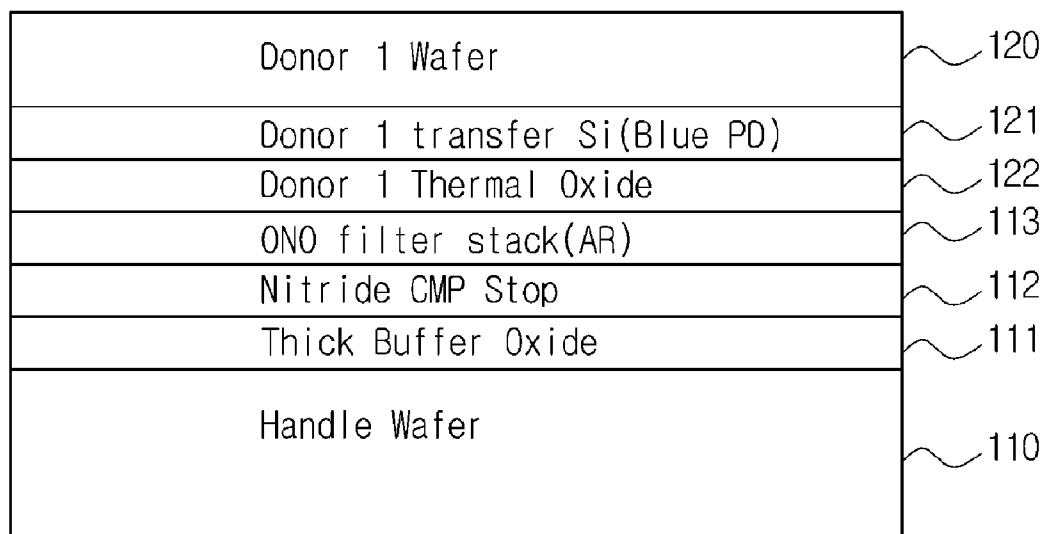 Donor 1 Wafer 120
Donor 1 transfer Si(Blue PD) 121
Donor 1 Thermal Oxide 122
ONO filter stack(AR) 113
Nitride CMP Stop 112
Thick Buffer Oxide 111
Handle Wafer 110